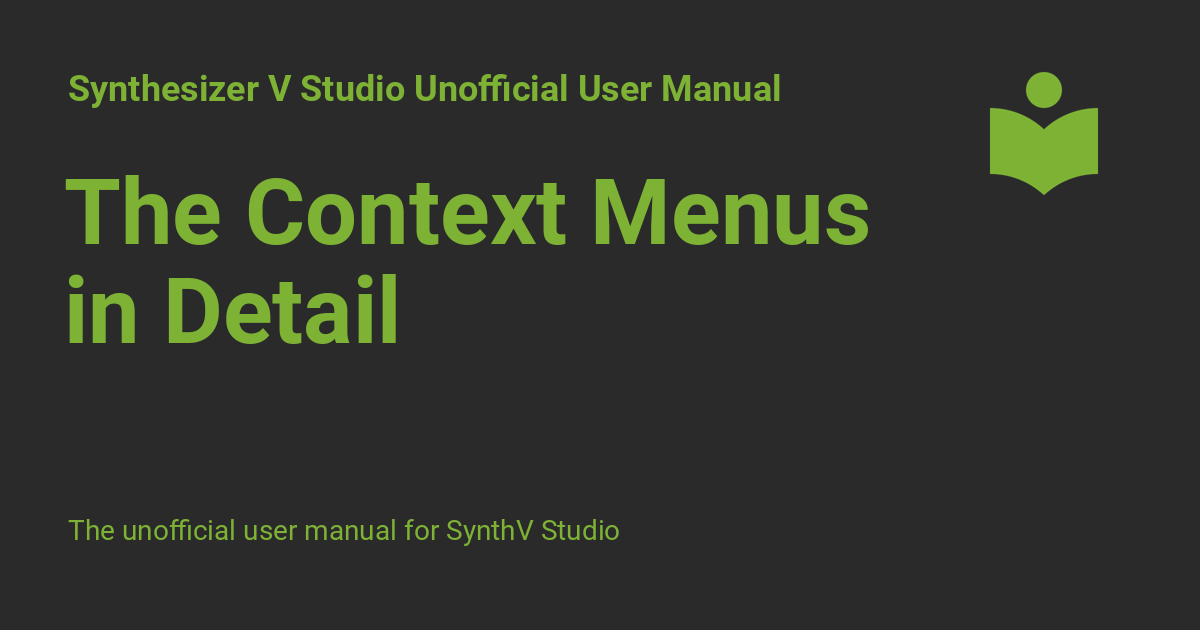 Synthesizer V Studio Unofficial User Manual
The Context Menus
in Detail
The unofficial user manual for SynthV Studio